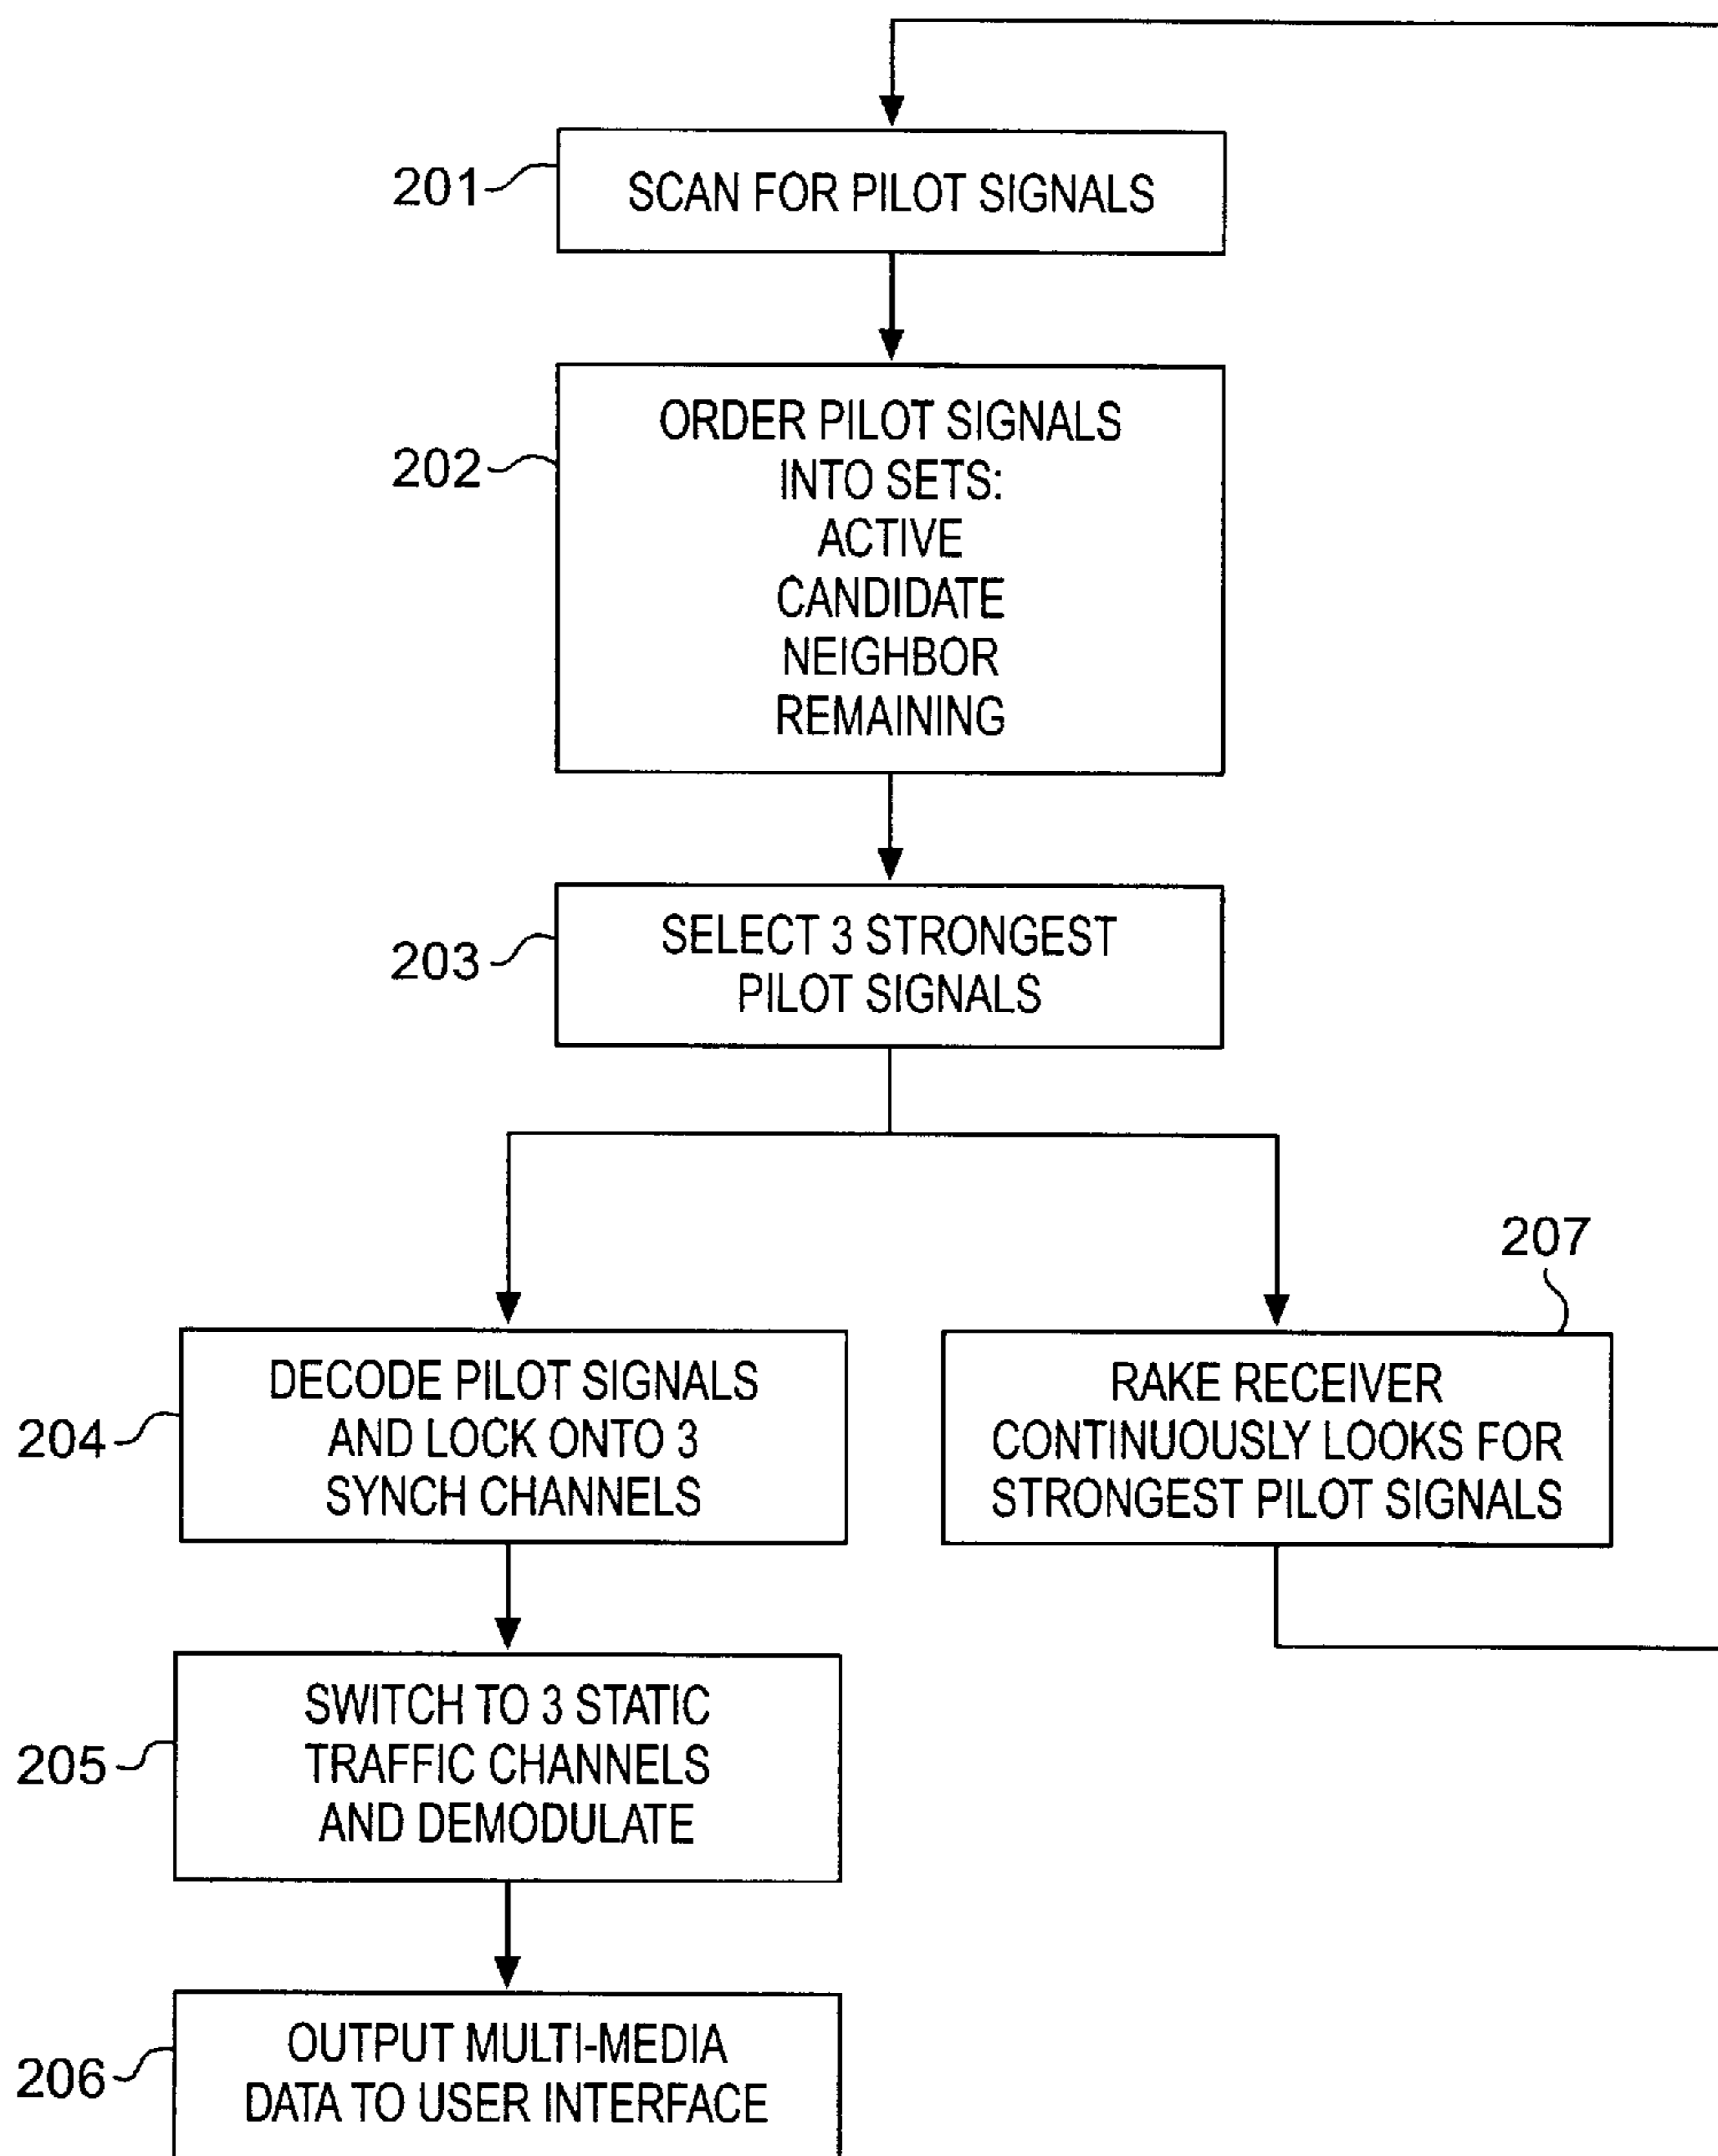 201
SCAN FOR PILOT SIGNALS
202
ORDER PILOT SIGNALS
INTO SETS:
ACTIVE
CANDIDATE
NEIGHBOR
REMAINING
203
SELECT 3 STRONGEST
PILOT SIGNALS
204
DECODE PILOT SIGNALS
AND LOCK ONTO 3
SYNCH CHANNELS
207
RAKE RECEIVER
CONTINUOUSLY LOOKS FOR
STRONGEST PILOT SIGNALS
205
SWITCH TO 3 STATIC
TRAFFIC CHANNELS
AND DEMODULATE
206
OUTPUT MULTI-MEDIA
DATA TO USER INTERFACE